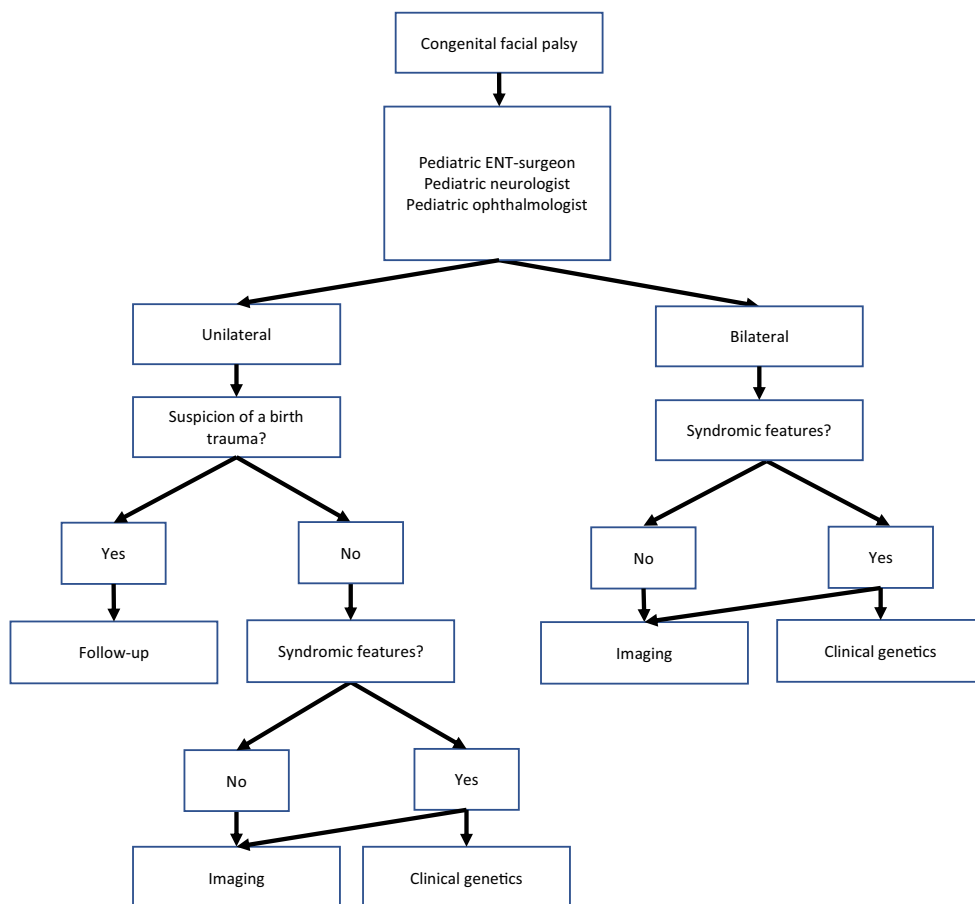 Congenital facial palsy
Pediatric ENT-surgeon
Pediatric neurologist
Pediatric ophthalmologist
Unilateral
Bilateral
Suspicion of a birth
trauma?
Syndromic features?
Yes
No
No
Yes
Follow-up
Syndromic features?
Imaging
Clinical genetics
No
Yes
Imaging
Clinical genetics